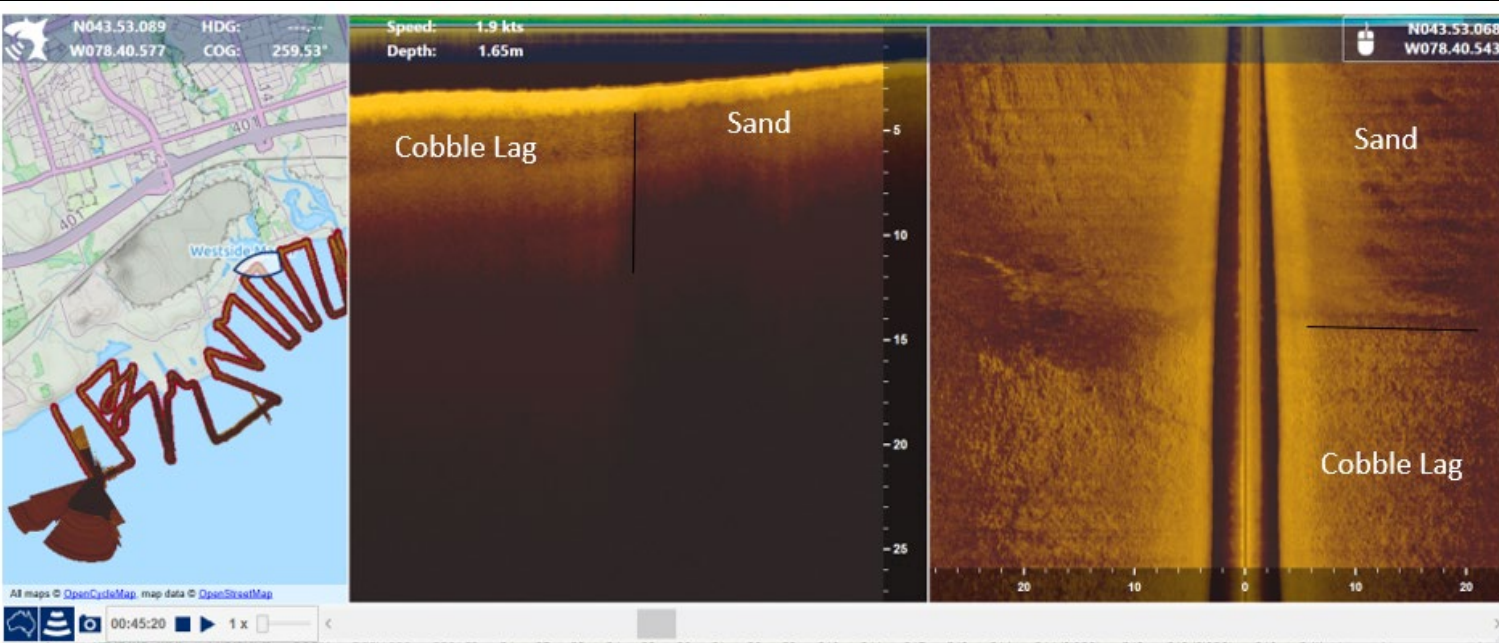 N043.53.089 HDG: ---.--
W078.40.577 COG: 259.53°
401
401
Westside
All maps © OpenCycleMap, map data © OpenStreetMap
Speed: 1.9 kts
Depth: 1.65m
Cobble Lag
Sand
5
10
15
20
25
N043.53.068
W078.40.543
Sand
Cobble Lag
20 10 0 10 20
00:45:20 1 x